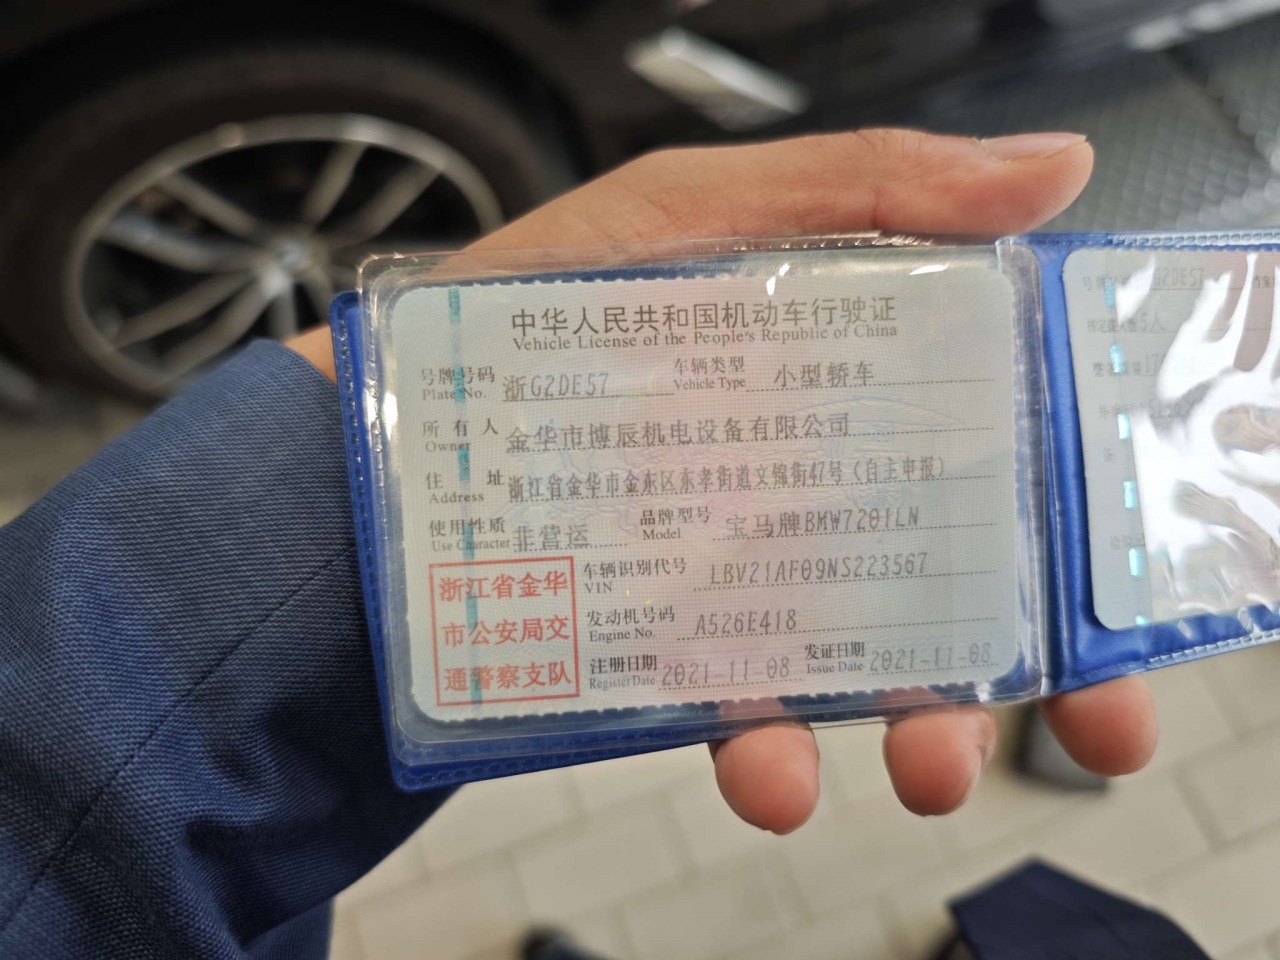 中华人民共和国机动车行驶证
Vehicle License of the People's Republic of China
号牌号码 浙G2DE57 车辆类型 小型轿车
Plate No. Vehicle Type
所有人 金华市博辰机电设备有限公司
Owner
住址 浙江省金华市金东区东孝街道文锦街47号（自主申报）
Address
使用性质 非营运 品牌型号 宝马牌BMW7201LN
Use Character Model
浙江省金华
市公安局交
通警察支队
车辆识别代号 LBV21AF09NS223567
VIN
发动机号码 A526E418
Engine No.
注册日期 2021-11-08 发证日期 2021-11-08
Register Date Issue Date
G2DE57
5人